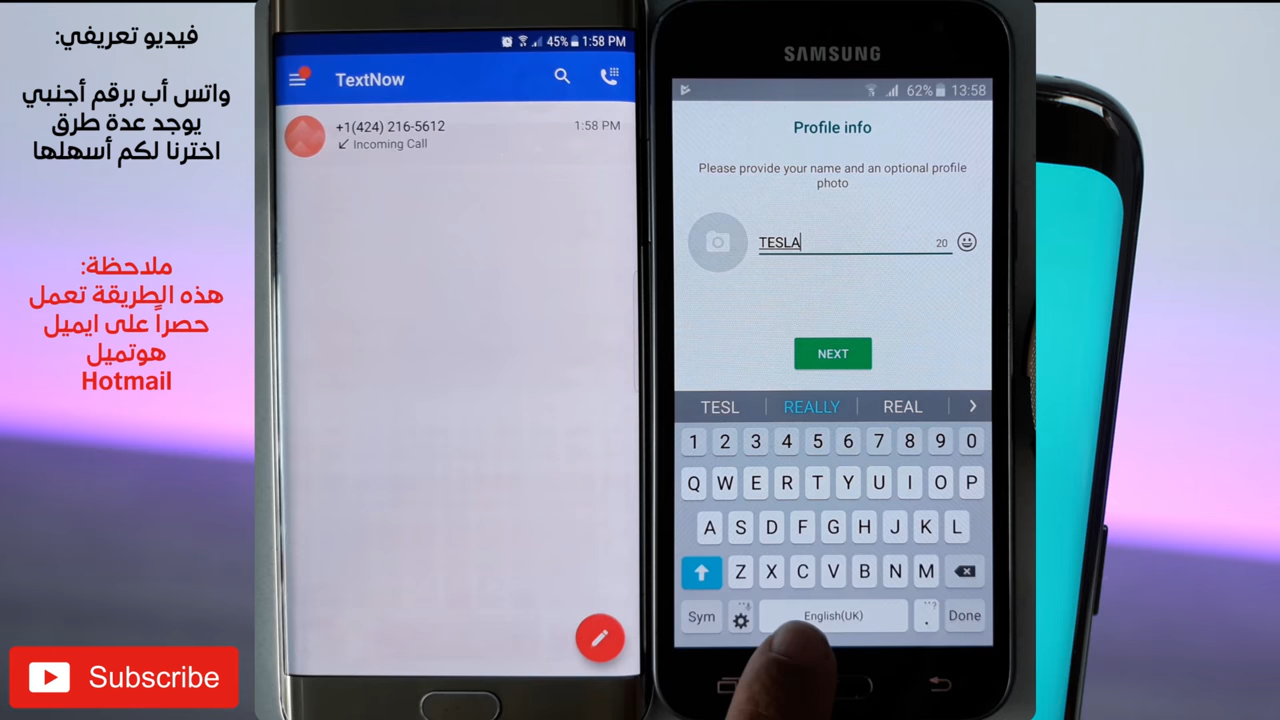 فيديو تعريفي:
واتس أب برقم أجنبي
يوجد عدة طرق
اخترنا لكم أسهلها
ملاحظة:
هذه الطريقة تعمل
حصراً على ايميل
هوتميل
Hotmail
Subscribe
45% 1:58 PM
TextNow
+1(424) 216-5612
1:58 PM
Incoming Call
SAMSUNG
62% 13:58
Profile info
Please provide your name and an optional profile
photo
TESLA
20
NEXT
TESL REALLY REAL
1 2 3 4 5 6 7 8 9 0
Q W E R T Y U I O P
A S D F G H J K L
Z X C V B N M
Sym English(UK) . Done